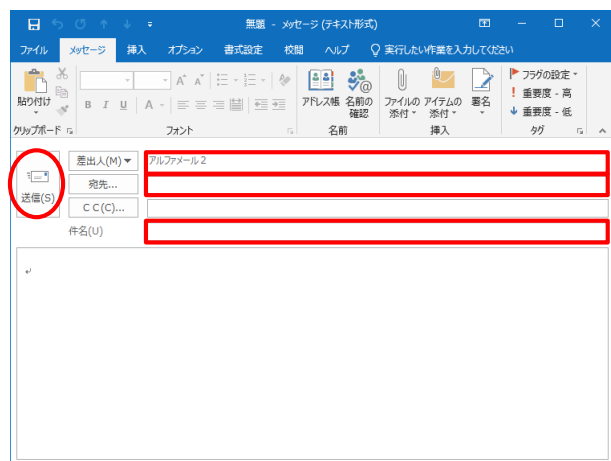 無題 - メッセージ (テキスト形式)
ファイル メッセージ 挿入 オプション 書式設定 校閲 ヘルプ 実行したい作業を入力してください
貼り付け
B I U A
アドレス帳 名前の確認
ファイルの添付 アイテムの添付 署名
フラグの設定
! 重要度 - 高
重要度 - 低
クリップボード フォント 名前 挿入 タグ
送信(S)
差出人(M) アルファメール 2
宛先...
C C(C)...
件名(U)